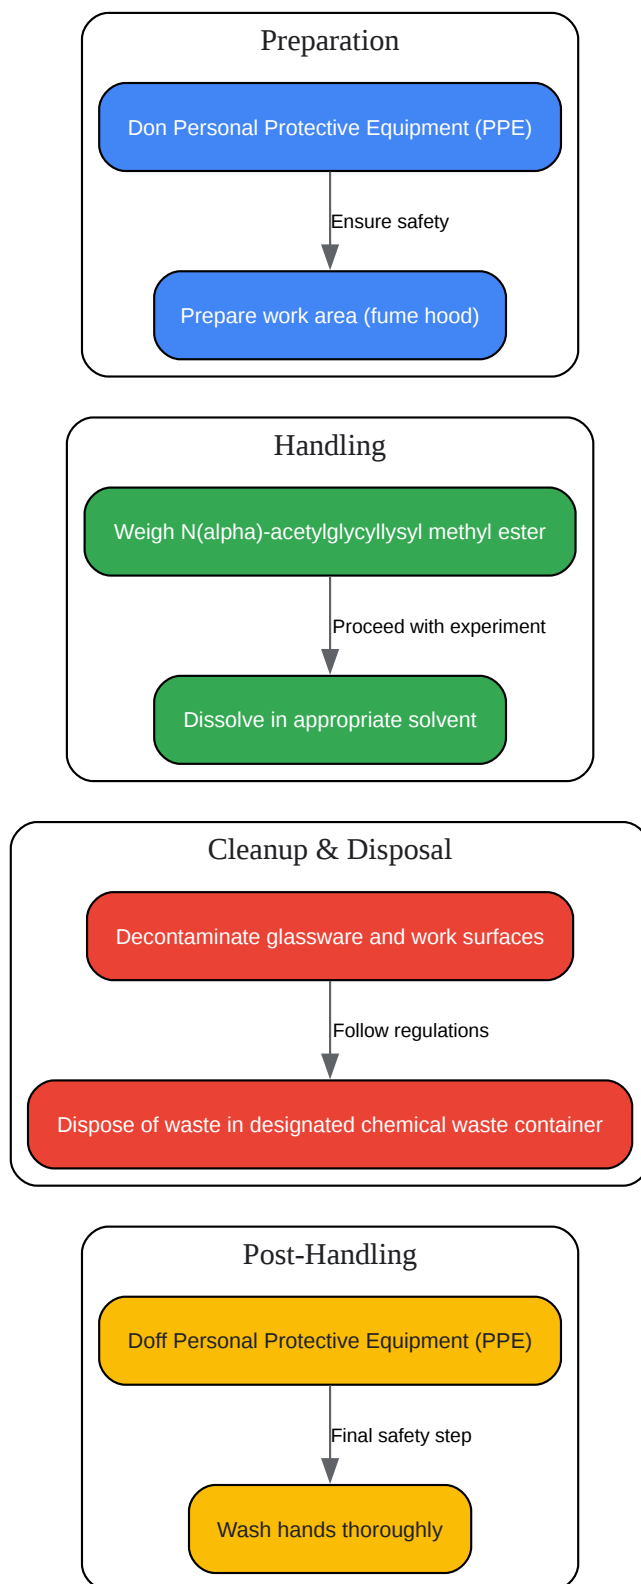 Preparation
Don Personal Protective Equipment (PPE)
Ensure safety
Prepare work area (fume hood)
Handling
Weigh N(alpha)-acetylglycyllysyl methyl ester
Proceed with experiment
Dissolve in appropriate solvent
Cleanup & Disposal
Decontaminate glassware and work surfaces
Follow regulations
Dispose of waste in designated chemical waste container
Post-Handling
Doff Personal Protective Equipment (PPE)
Final safety step
Wash hands thoroughly